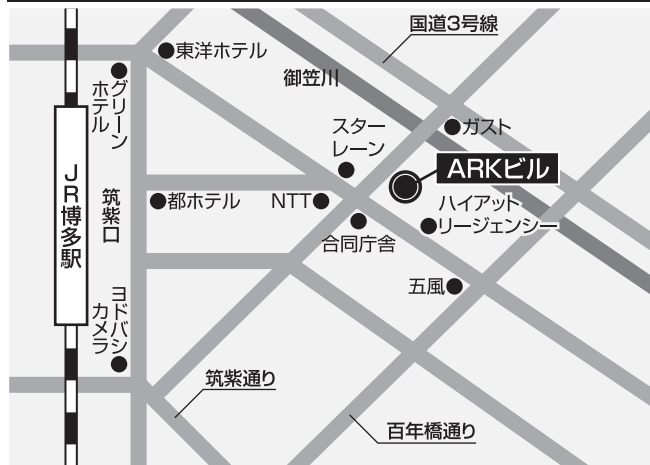 国道3号線
東洋ホテル
御笠川
グリーン
ホテル
スター
レーン
ガスト
ARKビル
JR博多駅
筑紫口
都ホテル
NTT
ハイアット
リージェンシー
合同庁舎
五風
ヨドバシ
カメラ
筑紫通り
百年橋通り